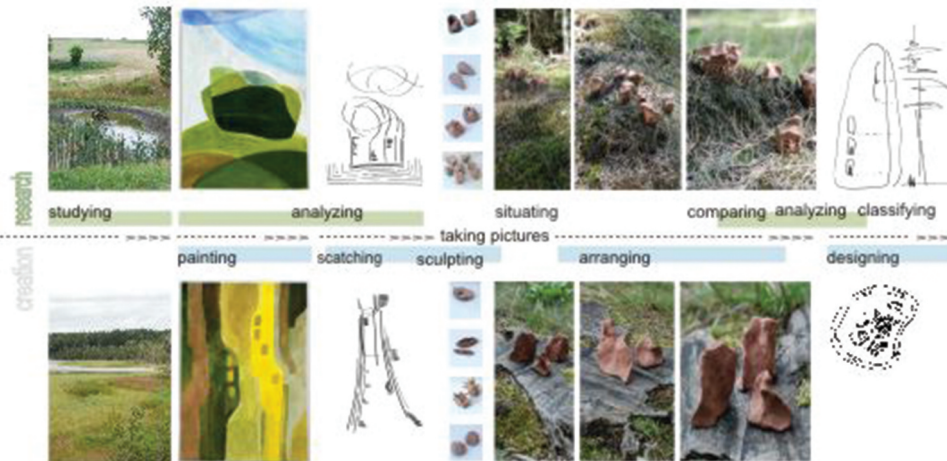 research
studying
analyzing
situating
comparing
analyzing
classifying
taking pictures
creation
painting
scatching
sculpting
arranging
designing